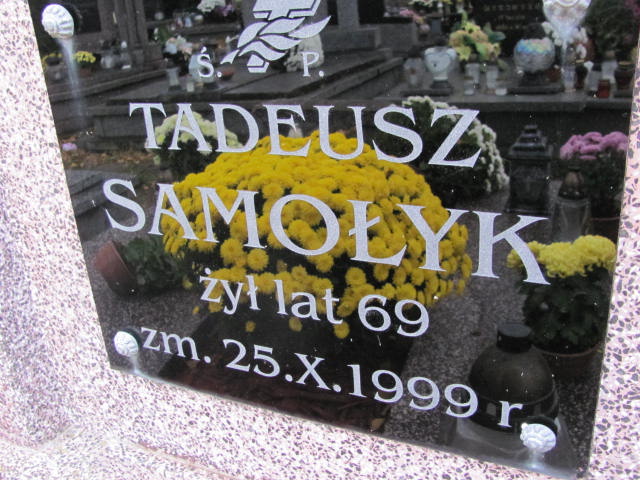 Ś. P.
TADEUSZ
SAMOŁYK
żył lat 69
zm. 25.X.1999 r.